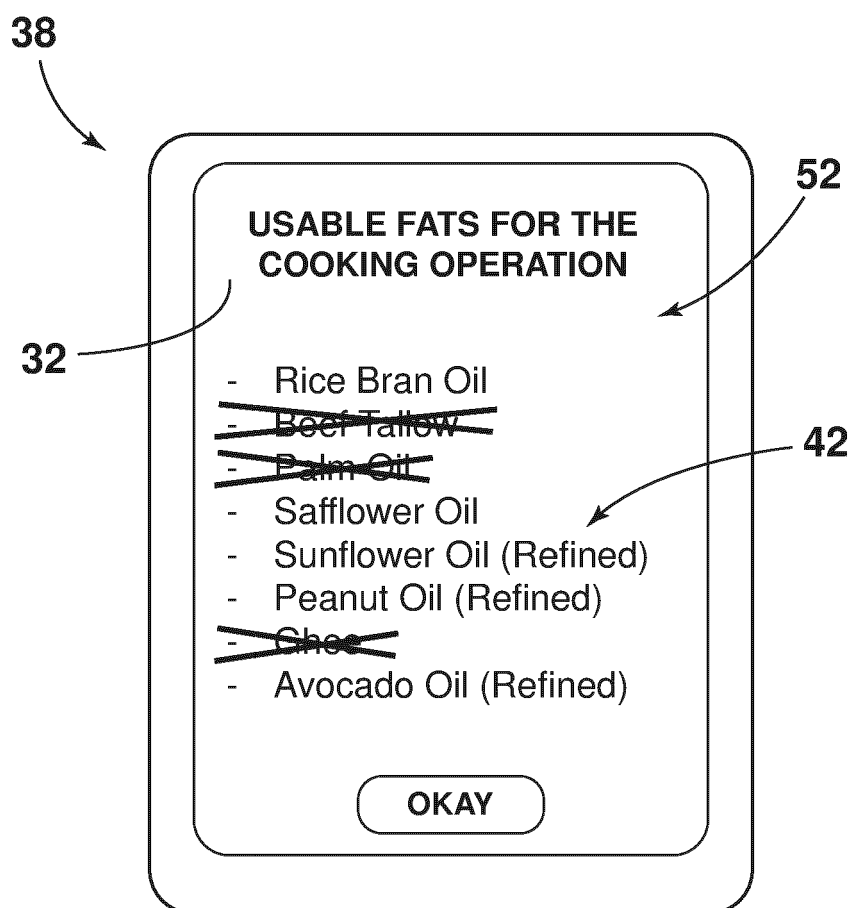 38
52
USABLE FATS FOR THE
COOKING OPERATION
32
- Rice Bran Oil
- Beef Tallow
- Palm Oil
- Safflower Oil
42
- Sunflower Oil (Refined)
- Peanut Oil (Refined)
- Ghee
- Avocado Oil (Refined)
OKAY